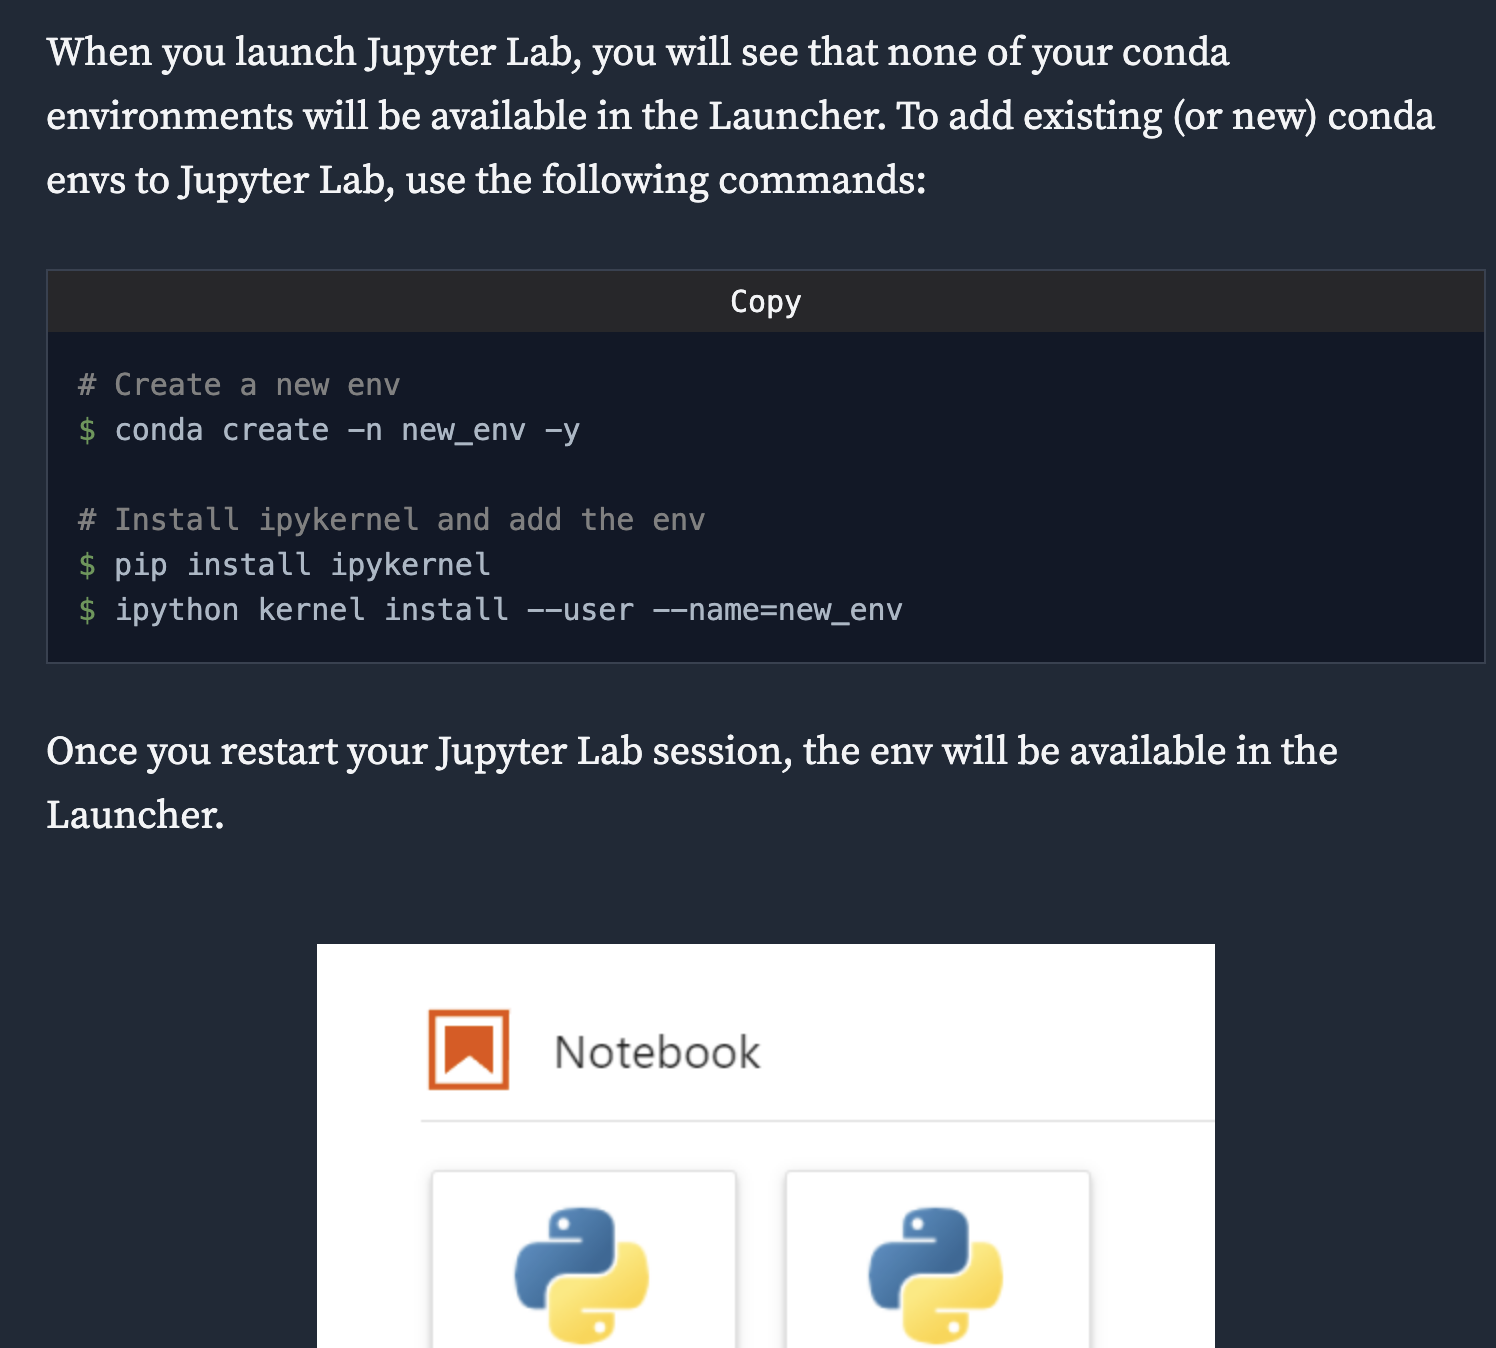 When you launch Jupyter Lab, you will see that none of your conda
environments will be available in the Launcher. To add existing (or new) conda
envs to Jupyter Lab, use the following commands:
Copy
# Create a new env
$ conda create -n new_env -y
# Install ipykernel and add the env
$ pip install ipykernel
$ ipython kernel install --user --name=new_env
Once you restart your Jupyter Lab session, the env will be available in the
Launcher.
Notebook